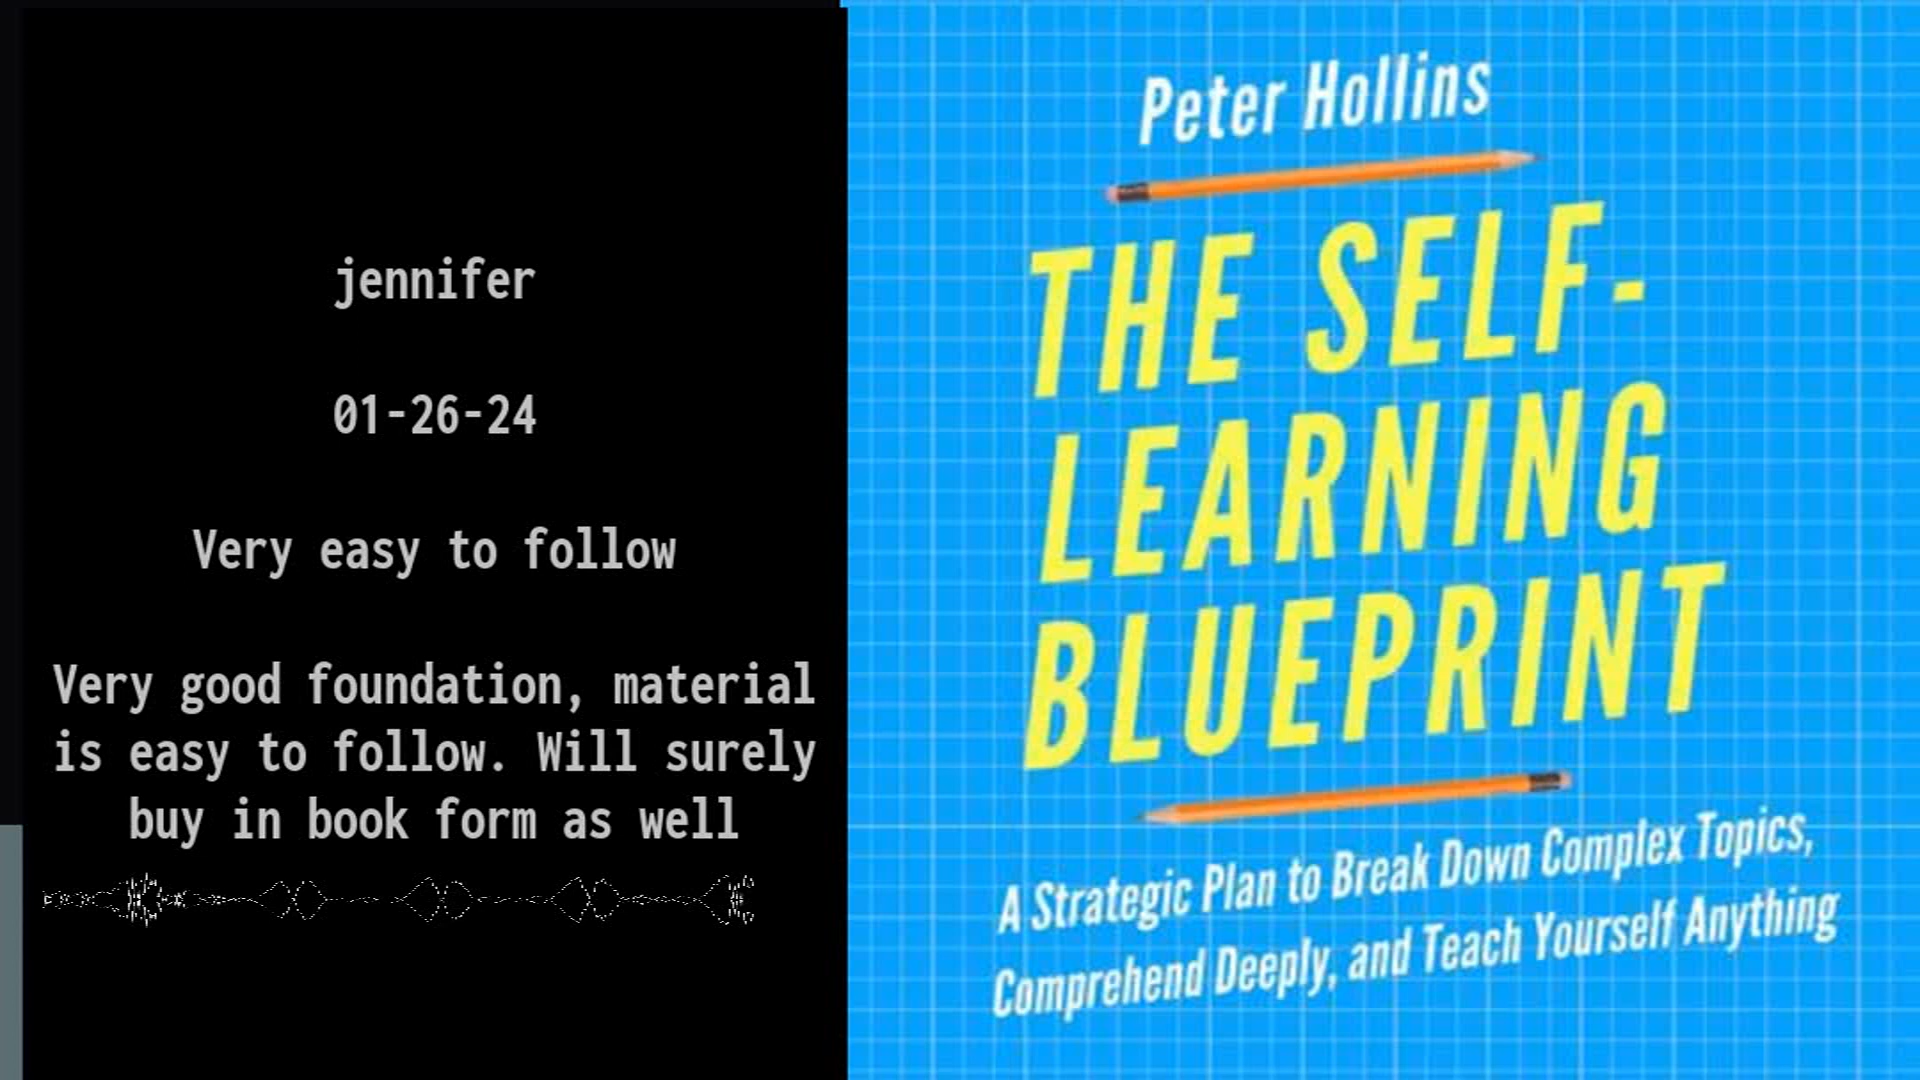 jennifer
01-26-24
Very easy to follow
Very good foundation, material
is easy to follow. Will surely
buy in book form as well
Peter Hollins
THE SELF-
LEARNING
BLUEPRINT
A Strategic Plan to Break Down Complex Topics,
Comprehend Deeply, and Teach Yourself Anything